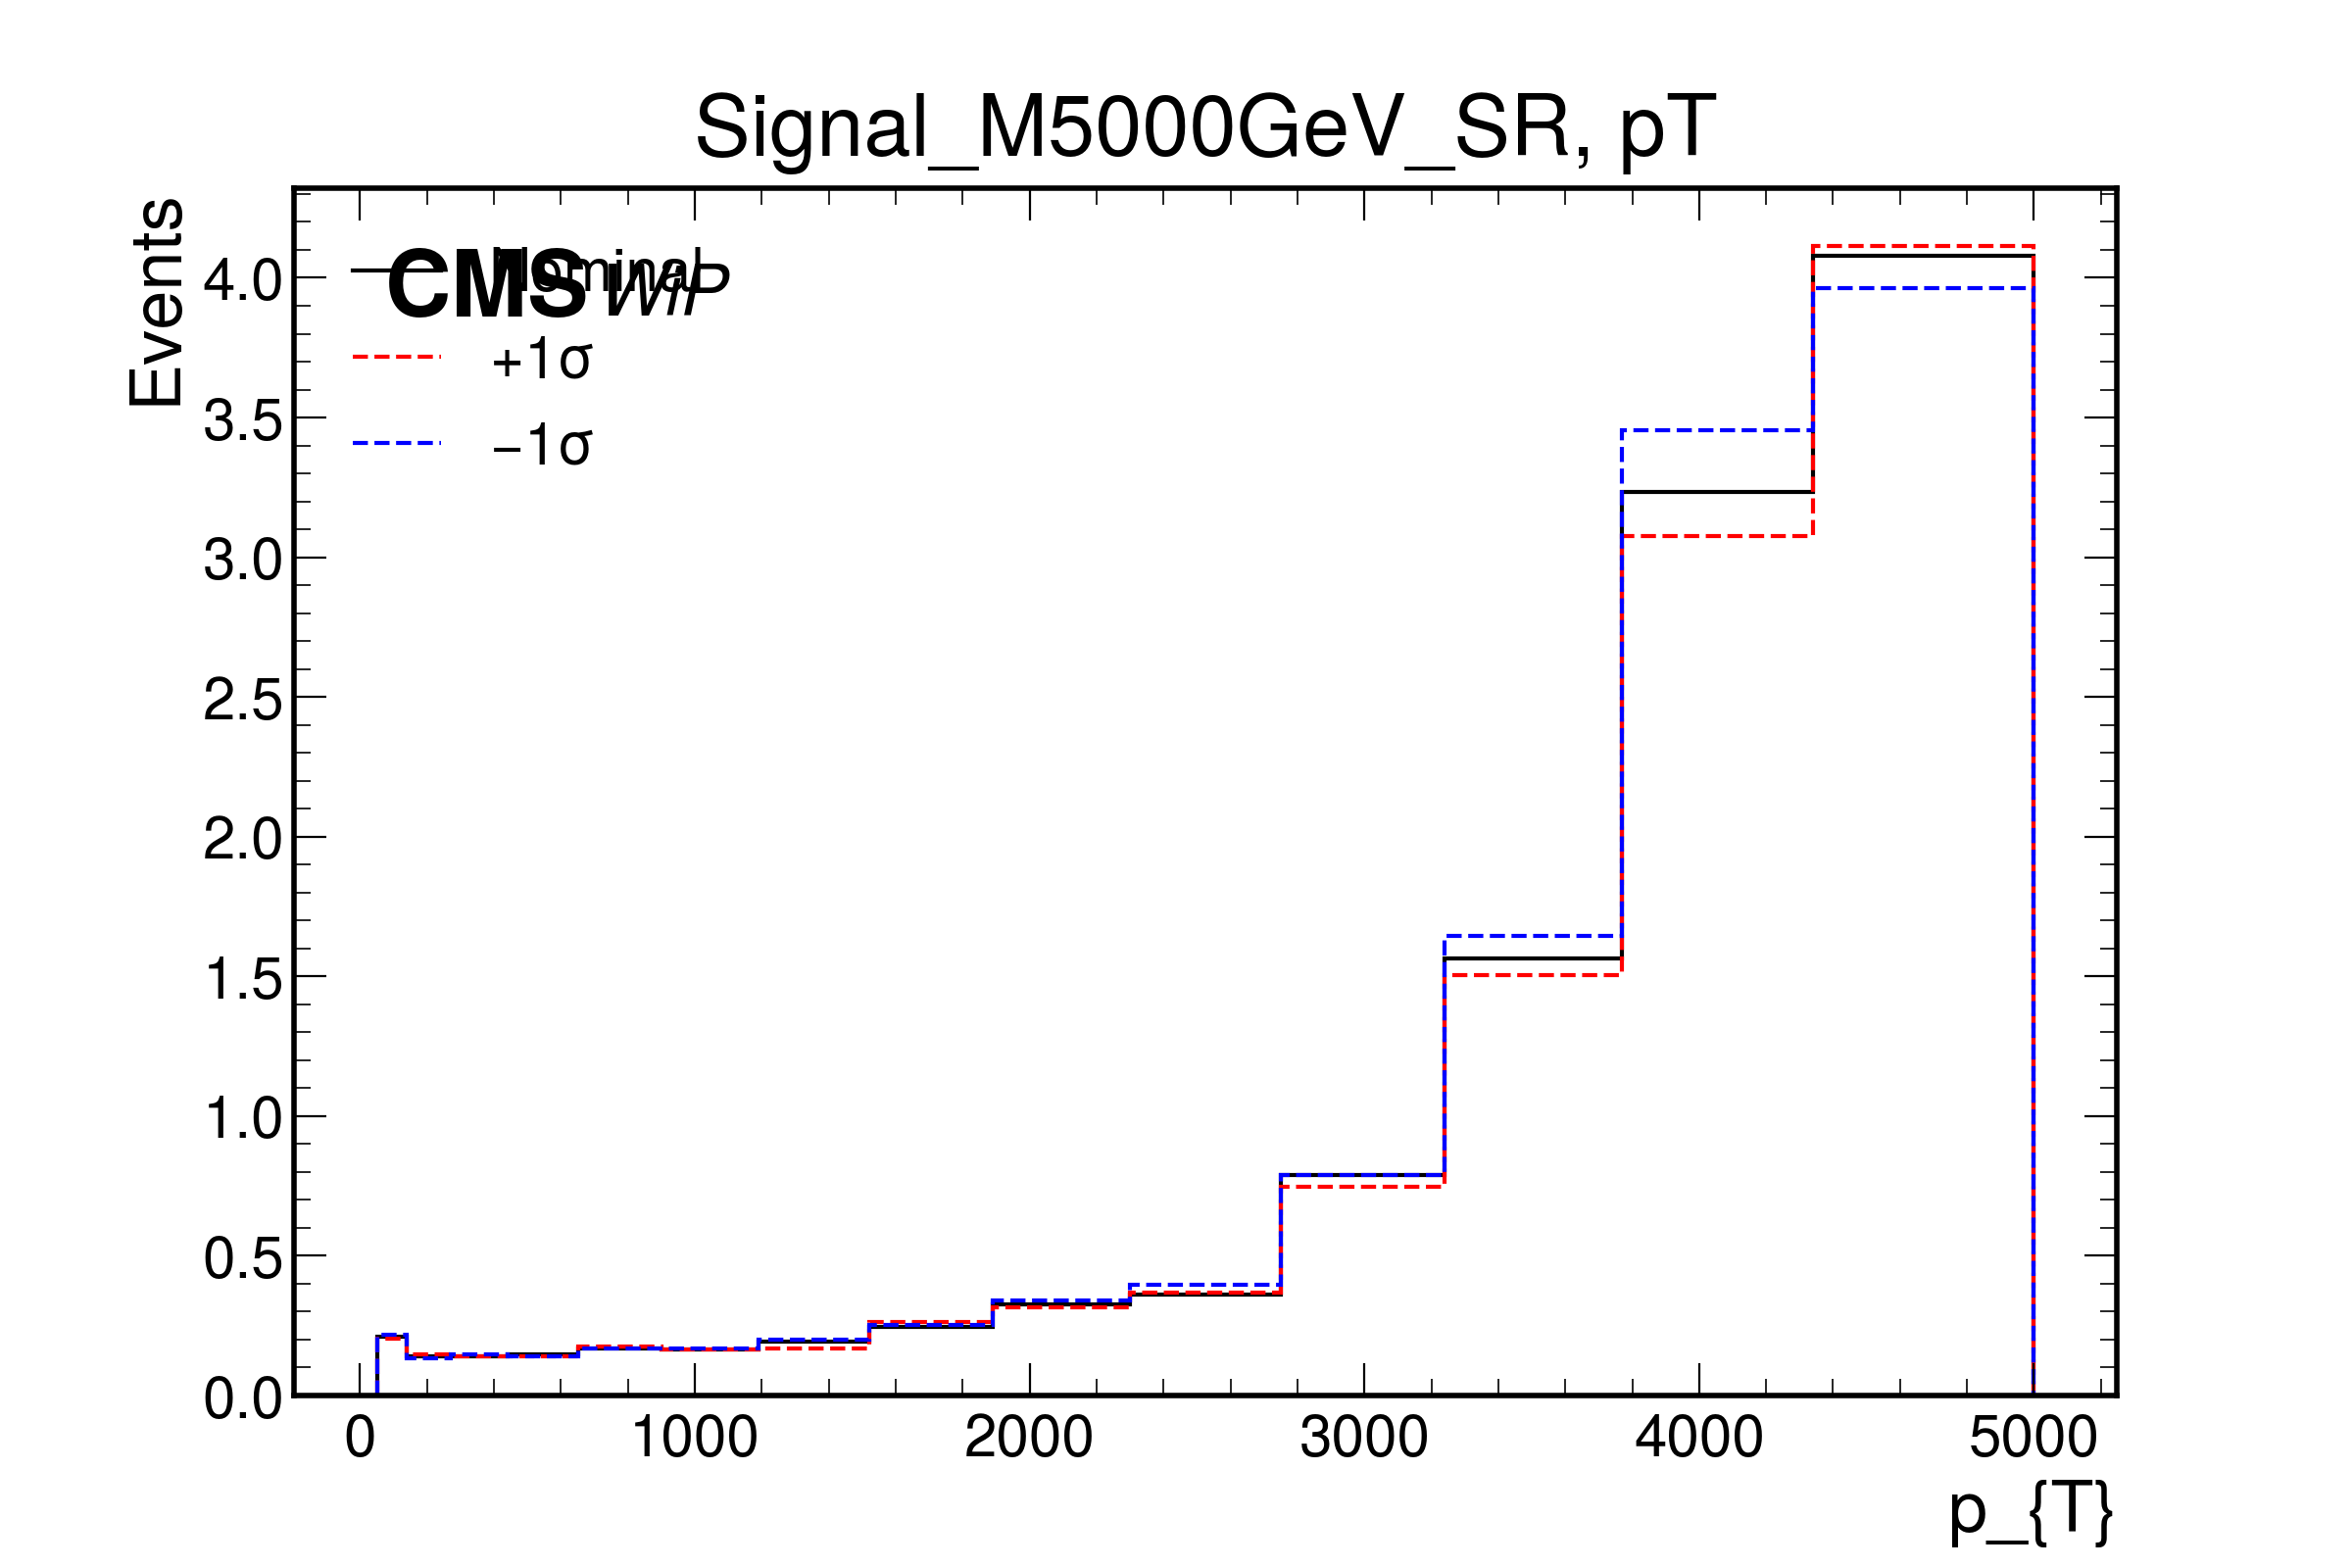 Signal_M5000GeV_SR, pT
Events
CMS WiP
Nominal
+1σ
−1σ
4.0
3.5
3.0
2.5
2.0
1.5
1.0
0.5
0.0
0 1000 2000 3000 4000 5000
p_{T}